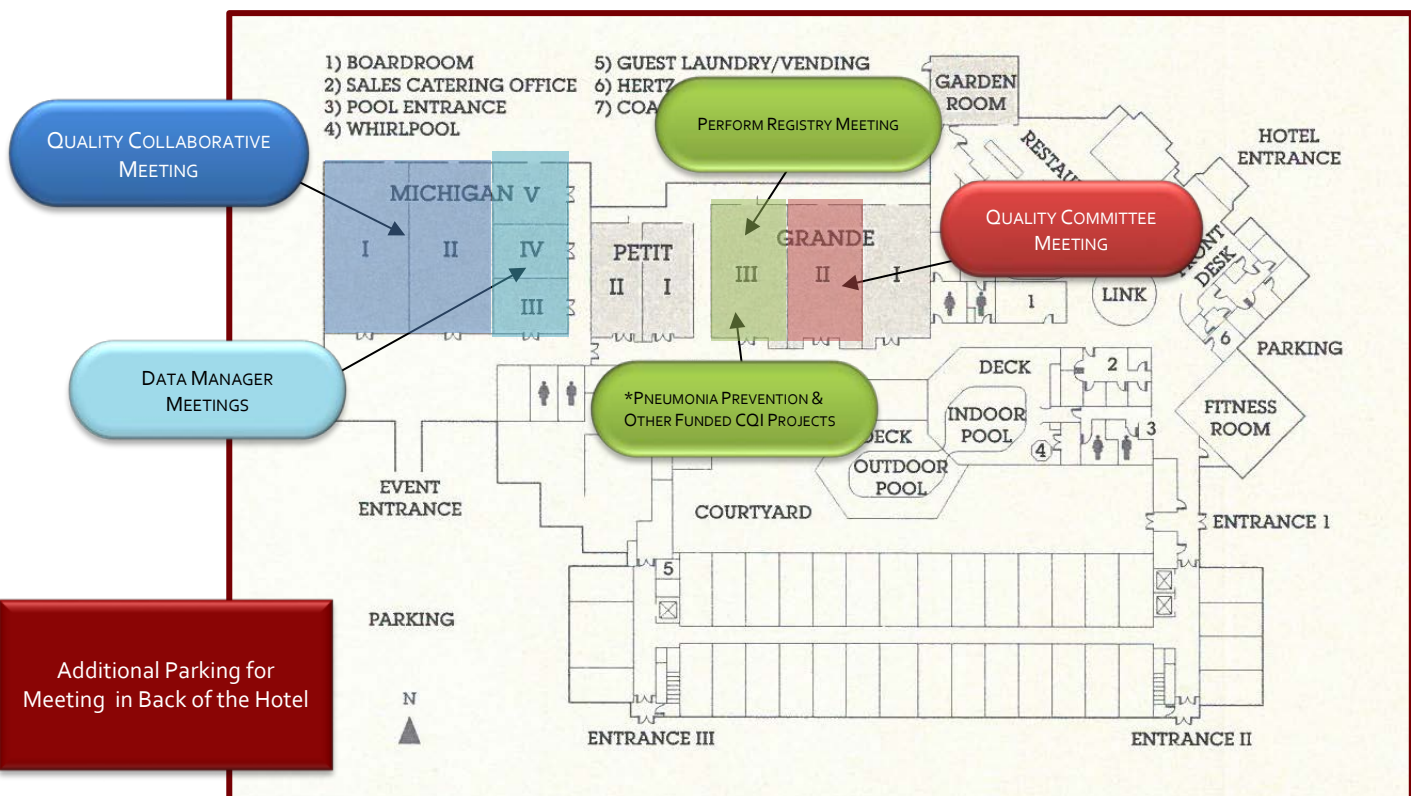 1) BOARDROOM
2) SALES CATERING OFFICE
3) POOL ENTRANCE
4) WHIRLPOOL
5) GUEST LAUNDRY/VENDING
6) HERTZ
7)
GARDEN
ROOM
HOTEL
ENTRANCE
QUALITY COLLABORATIVE
MEETING
PERFORM REGISTRY MEETING
QUALITY COMMITTEE
MEETING
MICHIGAN
V
I
II
IV
III
PETIT
II
I
GRANDE
III
II
I
1
LINK
FRONT
DESK
6
PARKING
DATA MANAGER
MEETINGS
*PNEUMONIA PREVENTION &
OTHER FUNDED CQI PROJECTS
DECK
2
INDOOR
POOL
FITNESS
ROOM
3
4
DECK
OUTDOOR
POOL
EVENT
ENTRANCE
COURTYARD
ENTRANCE 1
5
PARKING
Additional Parking for
Meeting in Back of the Hotel
N
ENTRANCE III
ENTRANCE II